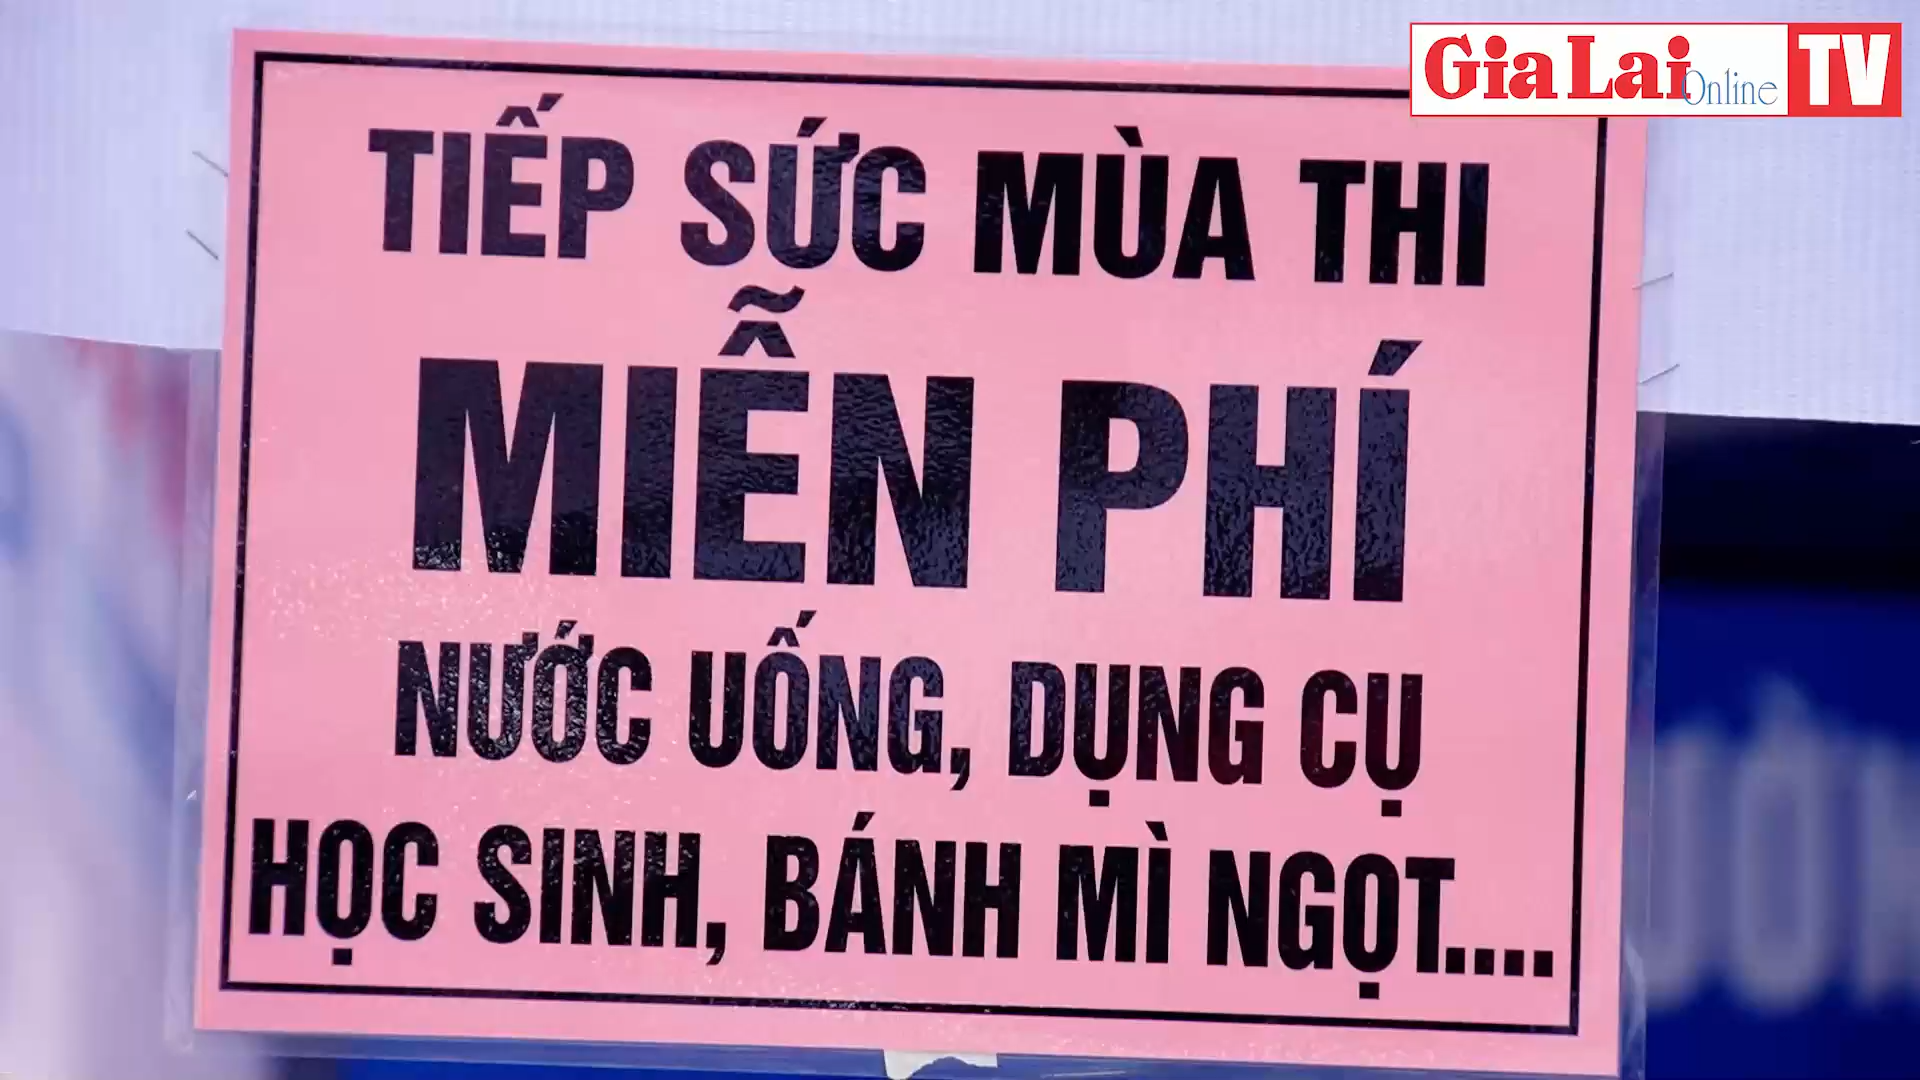 Gia Lai Online TV
TIẾP SỨC MÙA THI
MIỄN PHÍ
NƯỚC UỐNG, DỤNG CỤ
HỌC SINH, BÁNH MÌ NGỌT....